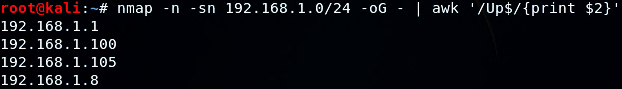 root@kali:~# nmap -n -sn 192.168.1.0/24 -oG - | awk '/Up$/{print $2}'
192.168.1.1
192.168.1.100
192.168.1.105
192.168.1.8